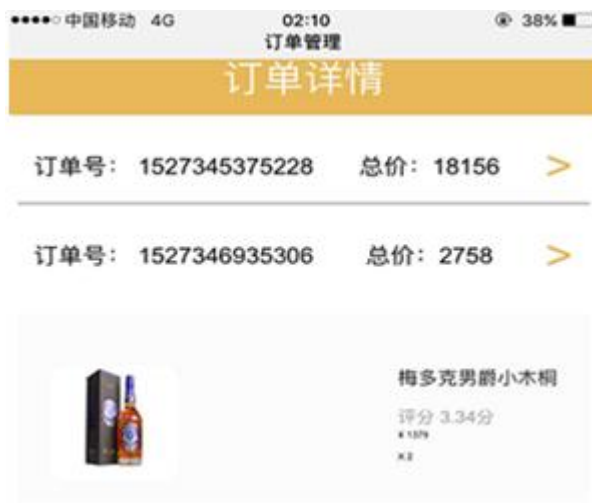 中国移动 4G 02:10 38%
订单管理
订单详情
订单号： 1527345375228 总价：18156 >
订单号： 1527346935306 总价：2758 >
梅多克男爵小木桐
评分 3.34分
¥ 1379
X 2